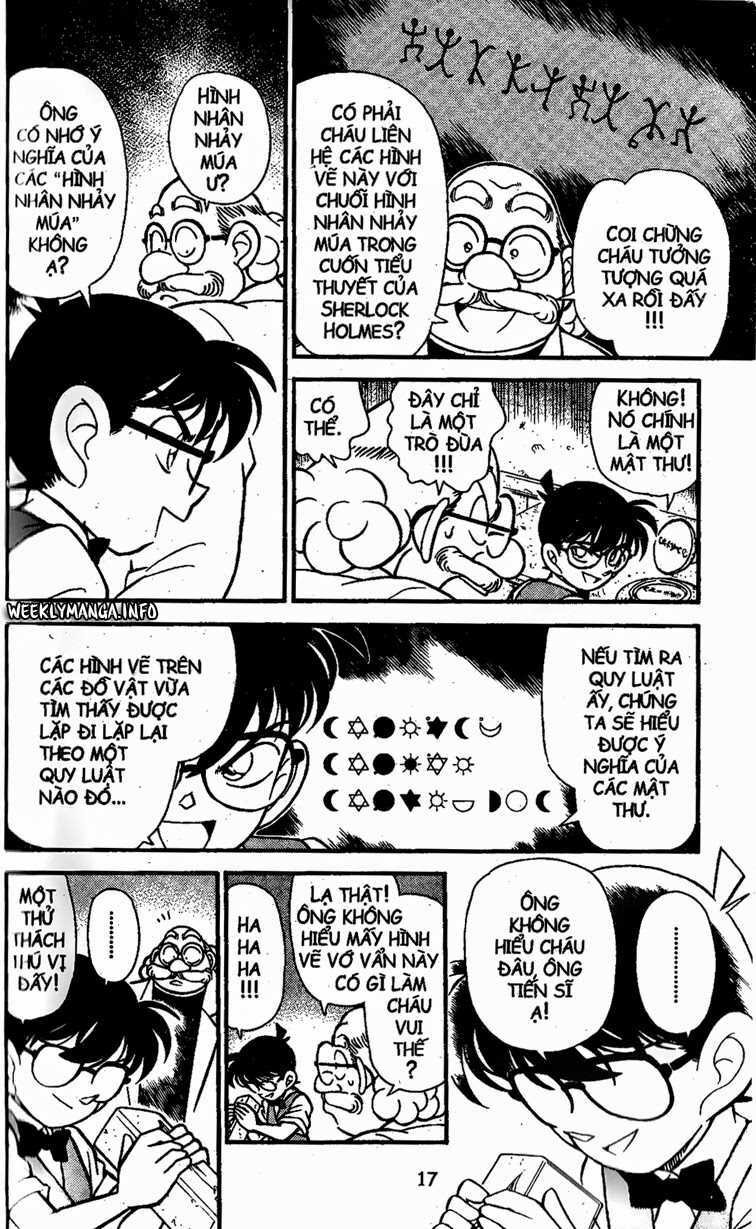 ÔNG
CÓ NHỚ Ý
NGHĨA CỦA
CÁC “HÌNH
NHÂN NHẢY
MÚA”
KHÔNG
Ạ?
HÌNH
NHÂN
NHẢY
MÚA
Ư?
CÓ PHẢI
CHÁU LIÊN
HỆ CÁC HÌNH
VẼ NÀY VỚI
CHUỖI HÌNH
NHÂN NHẢY
MÚA TRONG
CUỐN TIỂU
THUYẾT CỦA
SHERLOCK
HOLMES?
COI CHỪNG
CHÁU TƯỞNG
TƯỢNG QUÁ
XA RỒI ĐẤY
!!!
CÓ
THỂ.
ĐÂY CHỈ
LÀ MỘT
TRÒ ĐÙA
!!!
KHÔNG!
NÓ CHÍNH
LÀ MỘT
MẬT THƯ!
WEEKLYMANGA.INFO
CÁC HÌNH VẼ TRÊN
CÁC ĐỒ VẬT VỪA
TÌM THẤY ĐƯỢC
LẶP ĐI LẶP LẠI
THEO MỘT
QUY LUẬT
NÀO ĐÓ...
NẾU TÌM RA
QUY LUẬT
ẤY, CHÚNG
TA SẼ HIỂU
ĐƯỢC Ý
NGHĨA CỦA
CÁC MẬT
THƯ.
MỘT
THỬ
THÁCH
THÚ VỊ
ĐẤY!
.........
HA
HA
HA
!!!
LẠ THẬT!
ÔNG KHÔNG
HIỂU MẤY HÌNH
VẼ VỚ VẨN NÀY
CÓ GÌ LÀM
CHÁU
VUI
THẾ
?
ÔNG
KHÔNG
HIỂU CHÁU
ĐÂU, ÔNG
TIẾN SĨ
Ạ!
.........
17